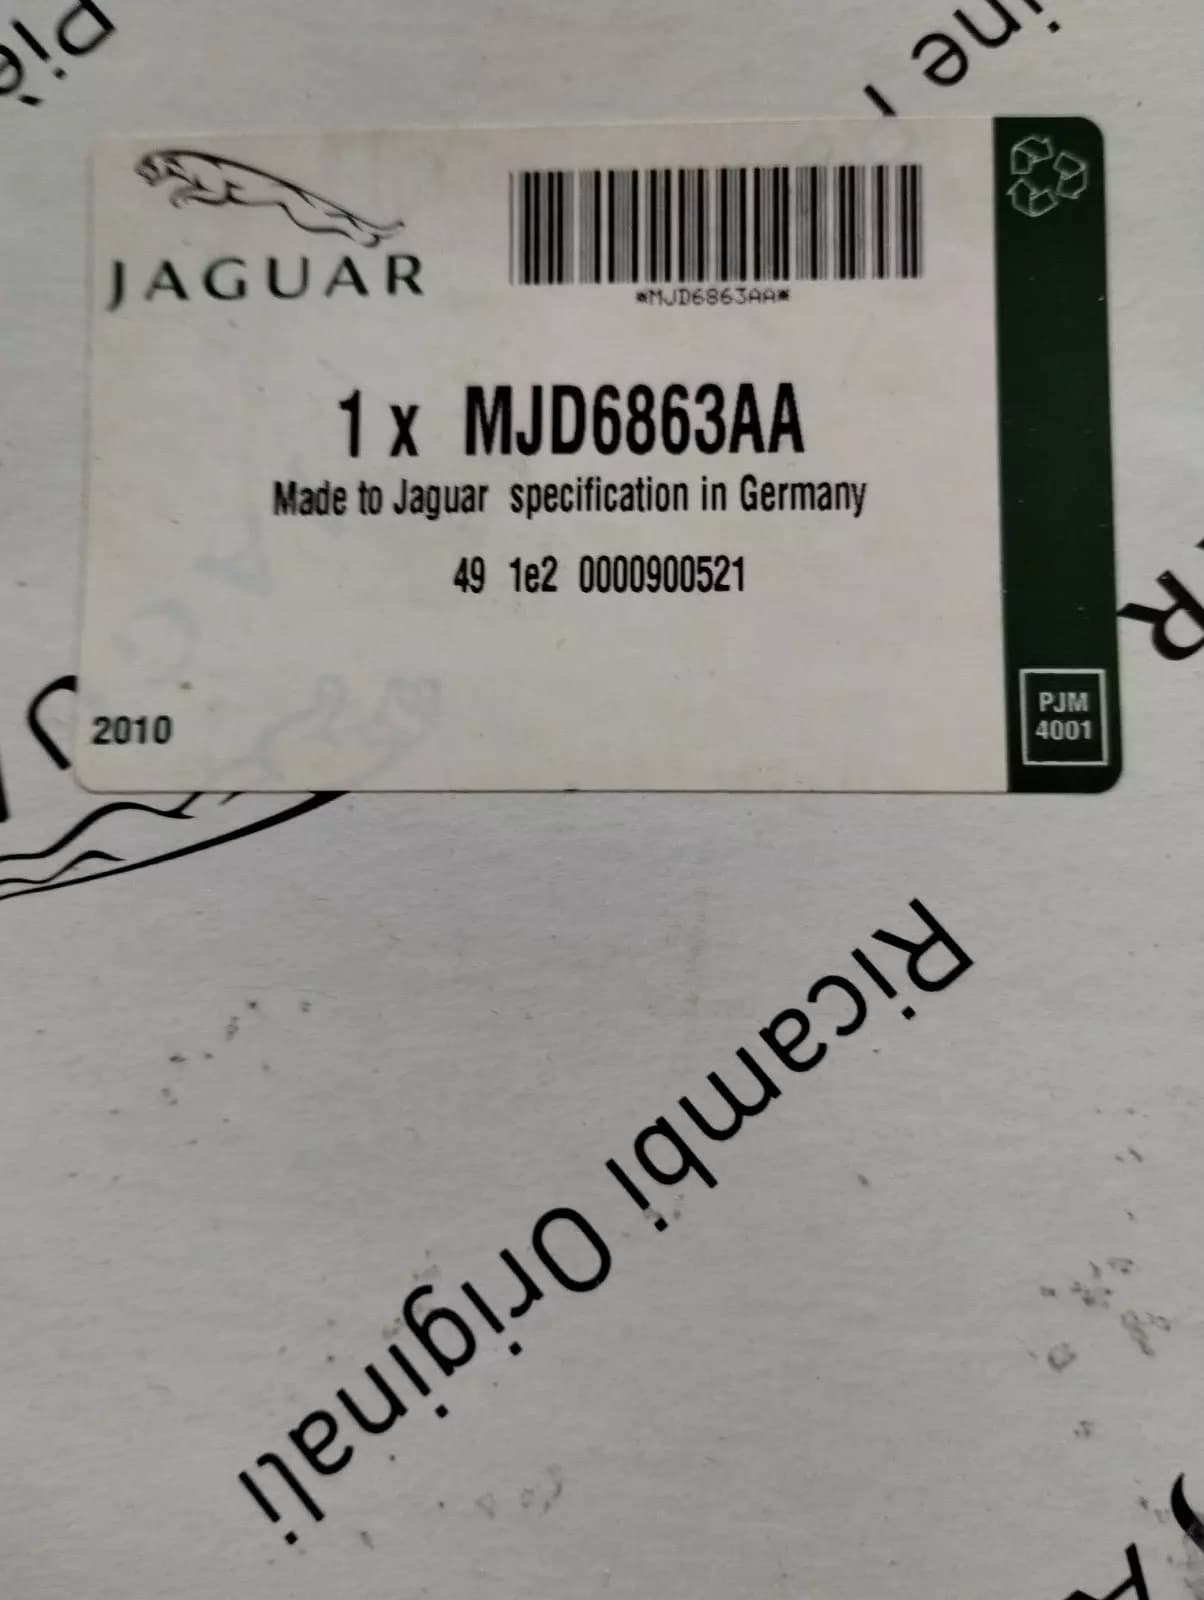 JAGUAR
*MJD6863AA*
1 x MJD6863AA
Made to Jaguar specification in Germany
49 1e2 0000900521
2010
PJM
4001
Ricambi Originali